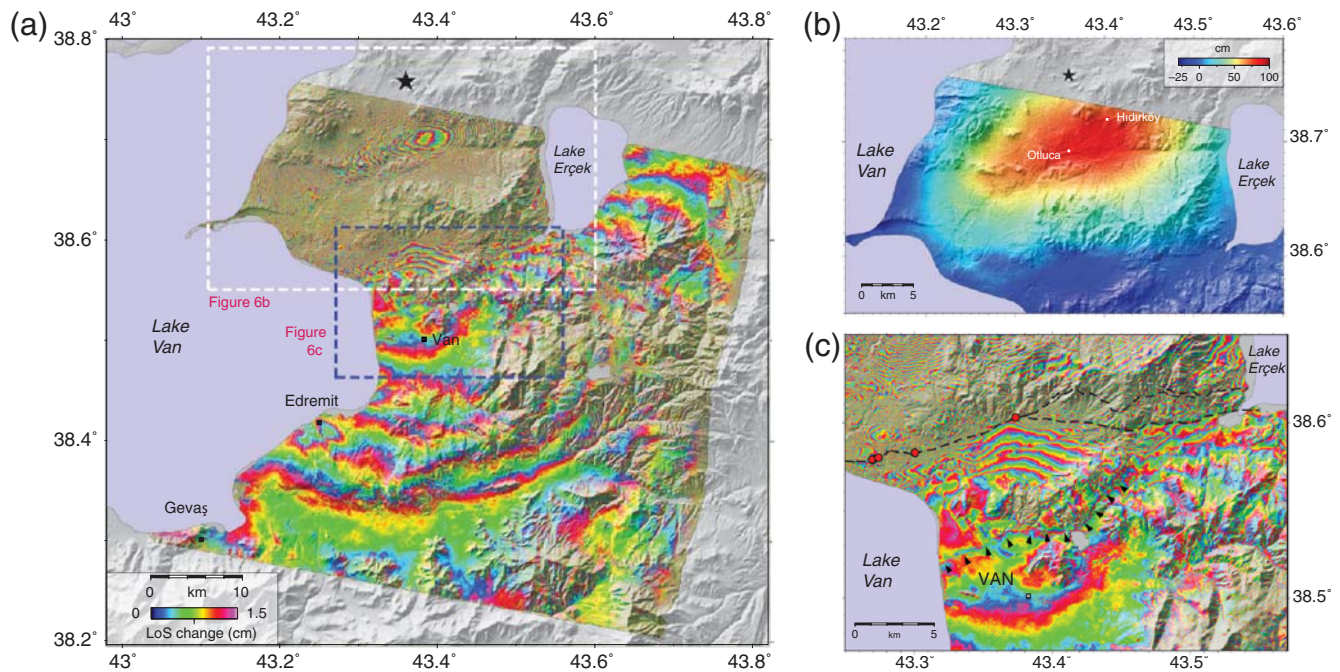 (a)
43˚
43.2˚
43.4˚
43.6˚
43.8˚
38.8˚
38.6˚
38.4˚
38.2˚
Lake
Erçek
Figure 6b
Lake
Van
Figure
6c
Van
Edremit
Gevaş
0 km 10
0 1.5
LoS change (cm)
43˚
43.2˚
43.4˚
43.6˚
43.8˚
(b)
43.2˚
43.3˚
43.4˚
43.5˚
43.6˚
cm
−25 0 50 100
Hıdırköy
Otluca
Lake
Van
Lake
Erçek
38.7˚
38.6˚
0 km 5
(c)
Lake
Erçek
38.6˚
Lake
Van
VAN
38.5˚
0 km 5
43.3˚
43.4˚
43.5˚